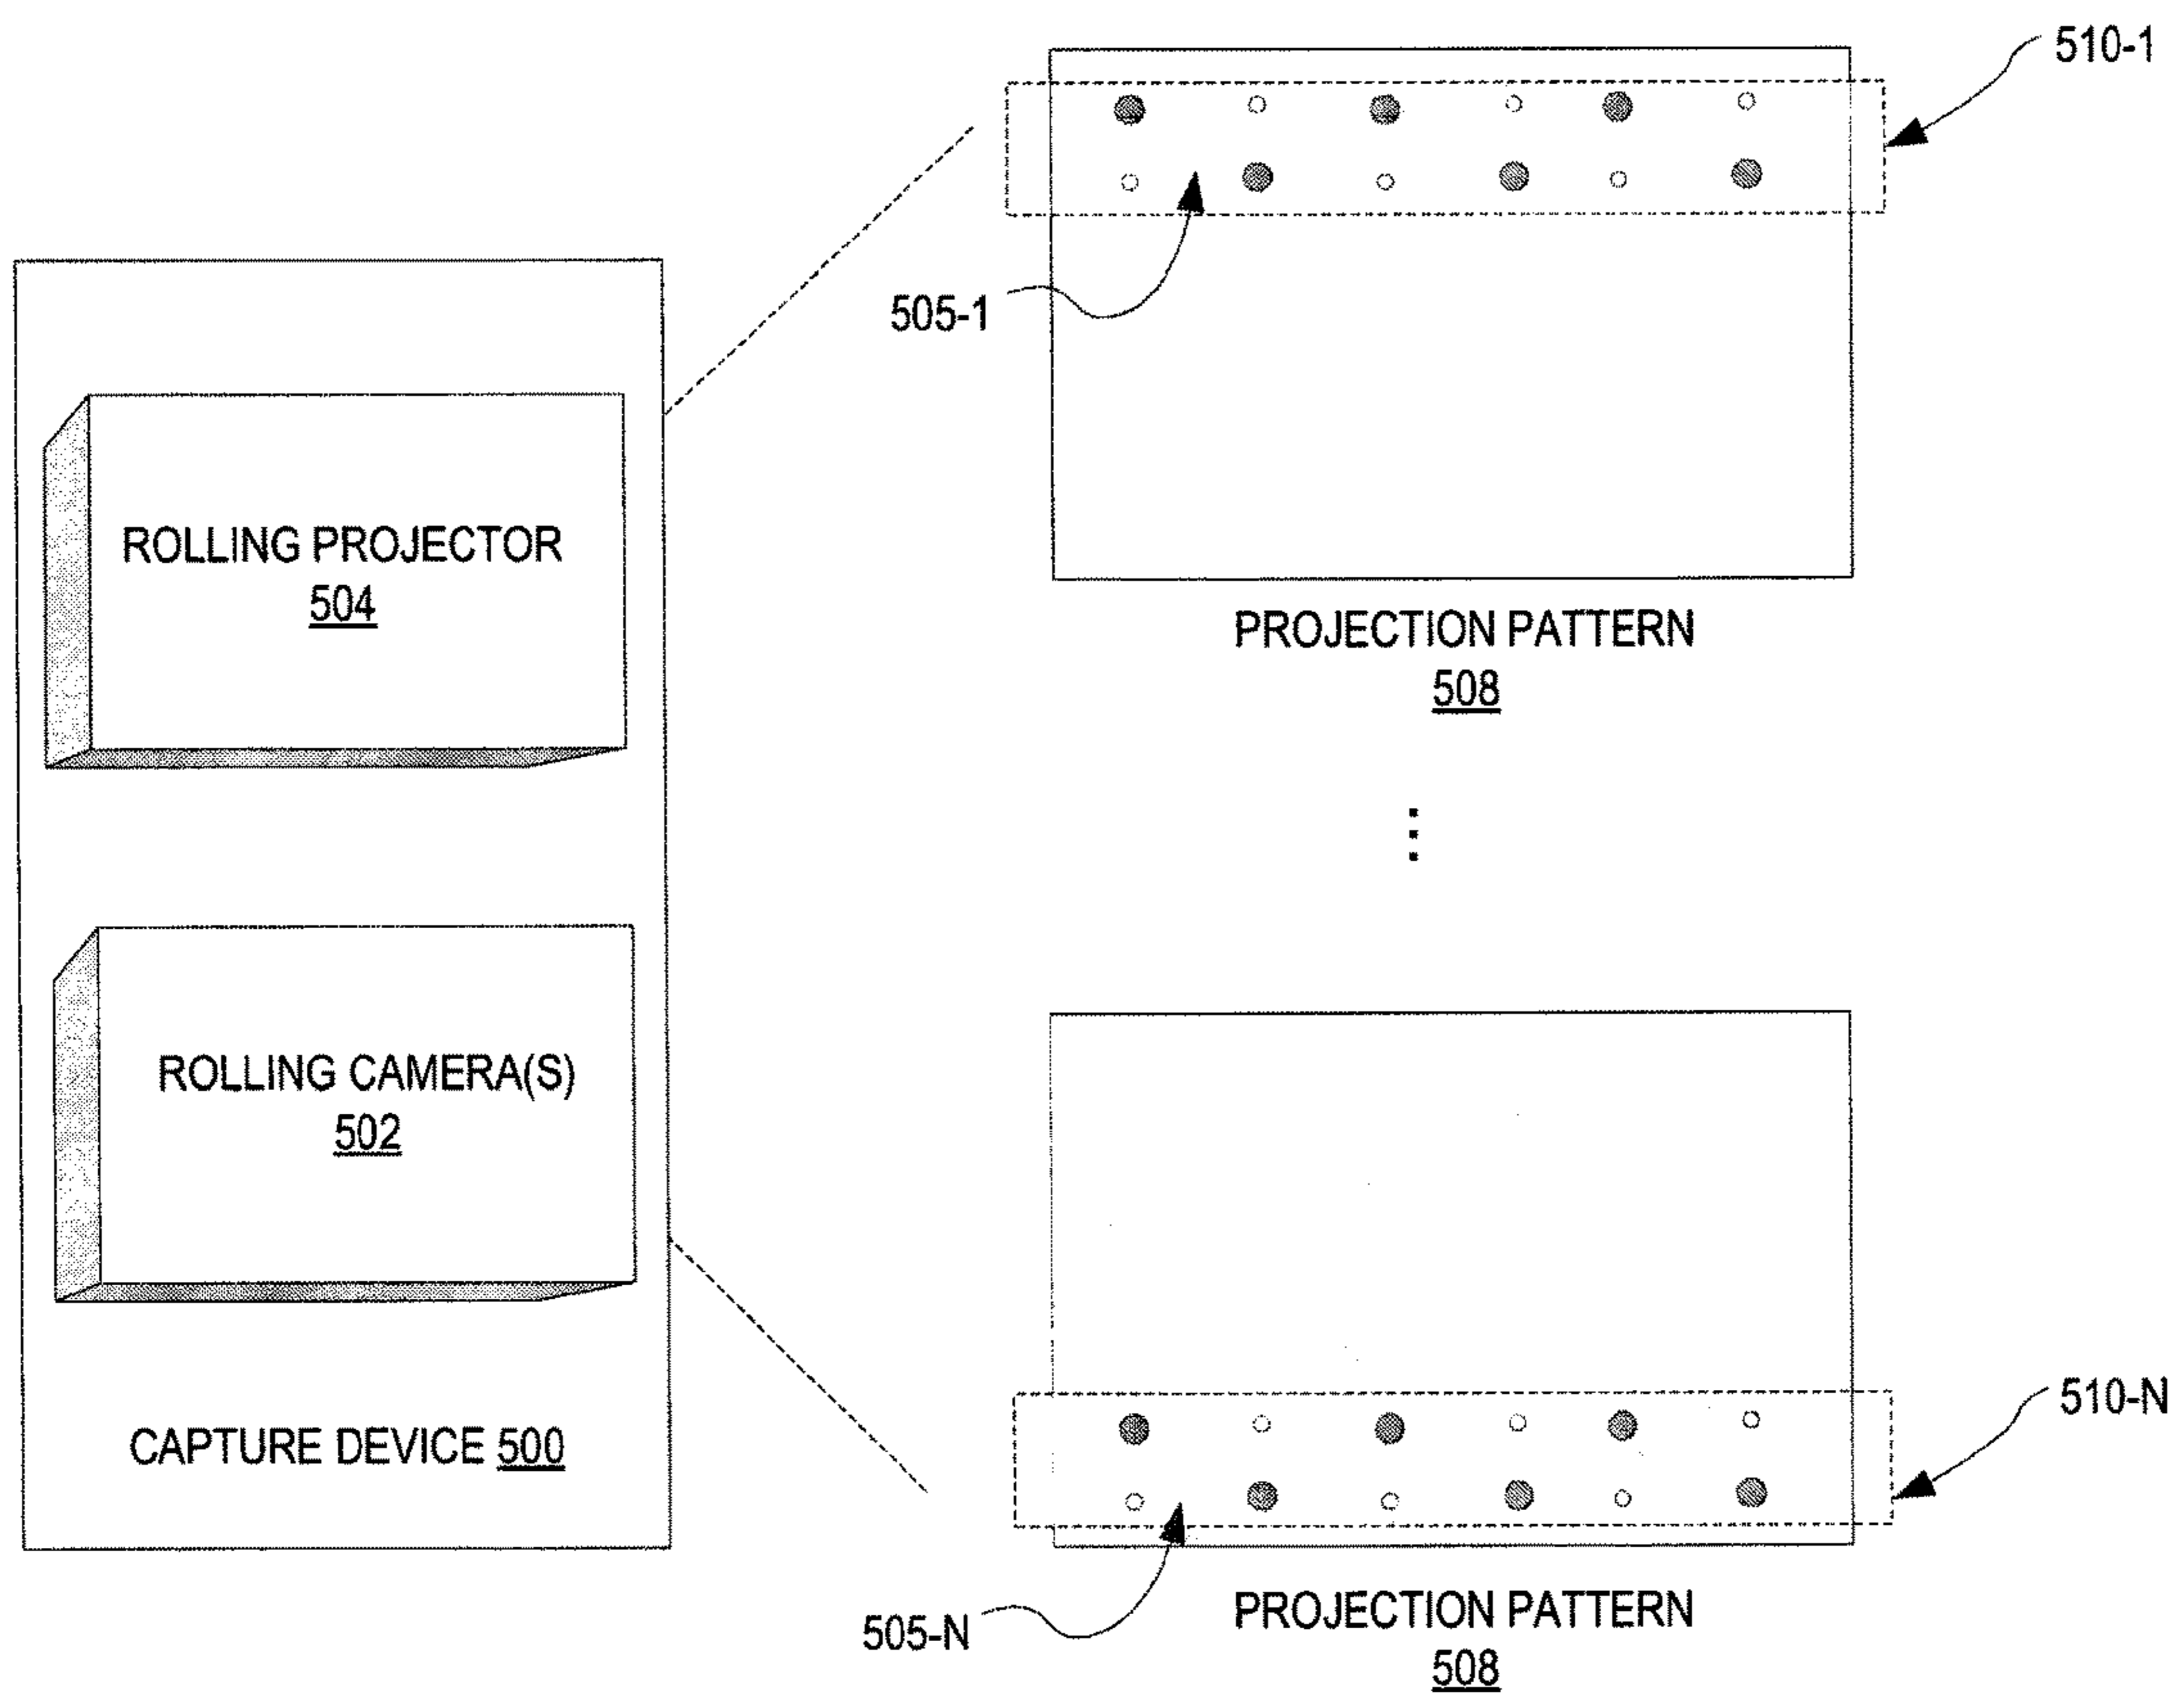 510-1
505-1
ROLLING PROJECTOR
504
PROJECTION PATTERN
508
ROLLING CAMERA(S)
502
510-N
CAPTURE DEVICE 500
505-N
PROJECTION PATTERN
508